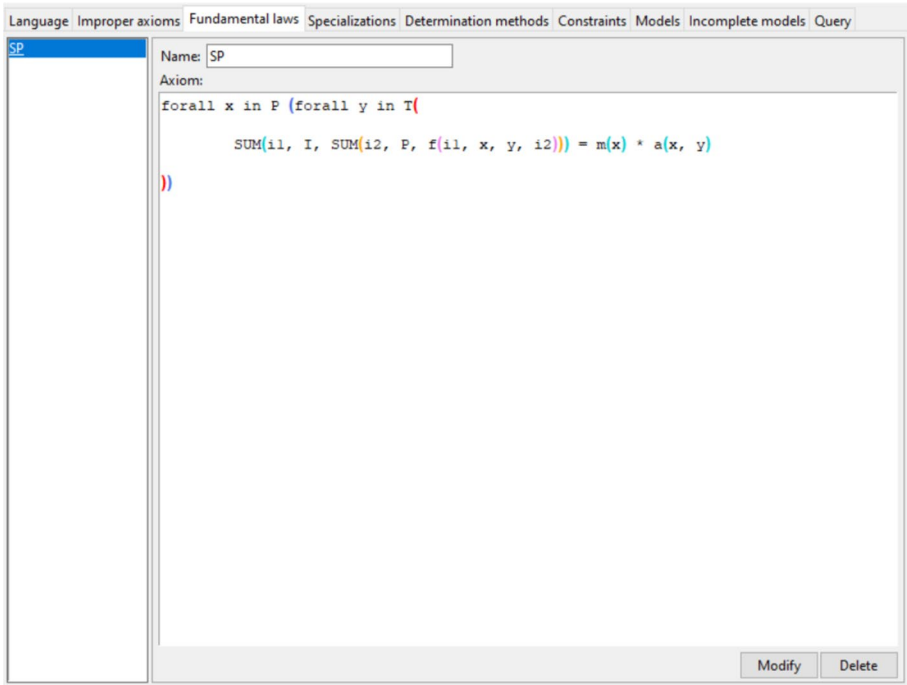 Language Improper axioms Fundamental laws Specializations Determination methods Constraints Models Incomplete models Query
SP
Name: SP
Axiom:
forall x in P (forall y in T(
SUM(i1, I, SUM(i2, P, f(i1, x, y, i2))) = m(x) * a(x, y)
))
Modify Delete